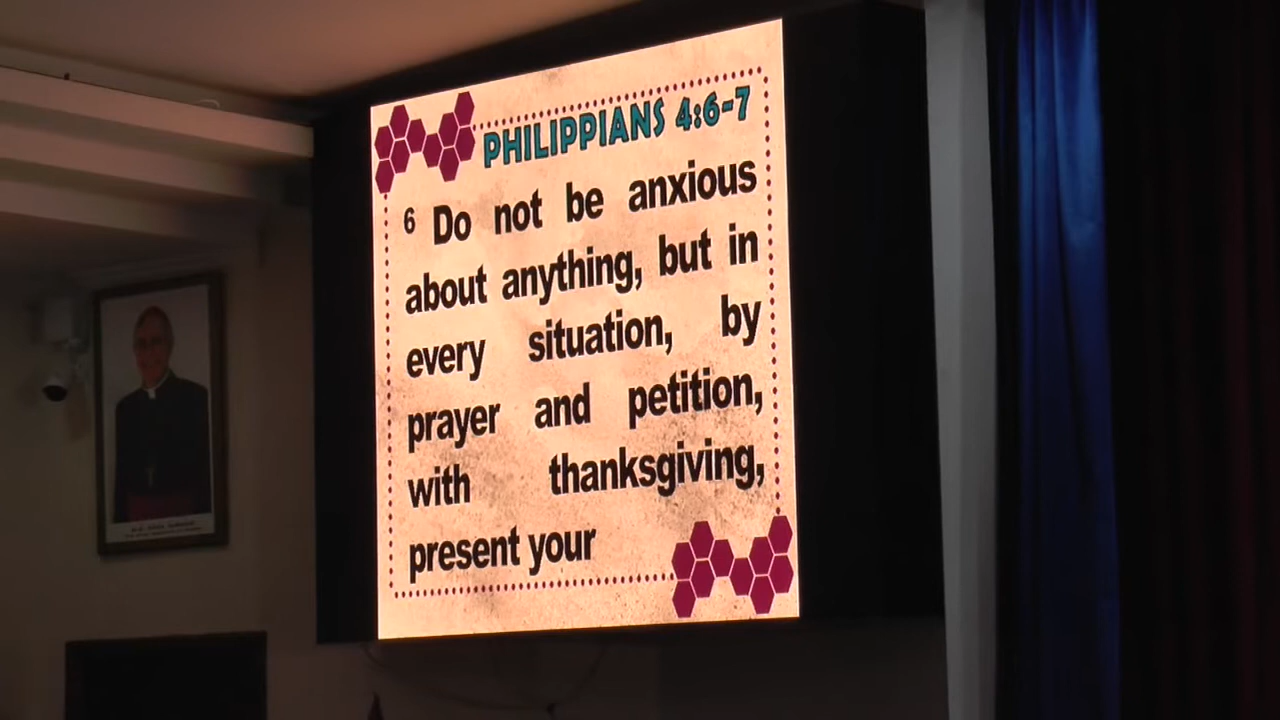 PHILIPPIANS 4:6-7
6 Do not be anxious
about anything, but in
every situation, by
prayer and petition,
with thanksgiving,
present your